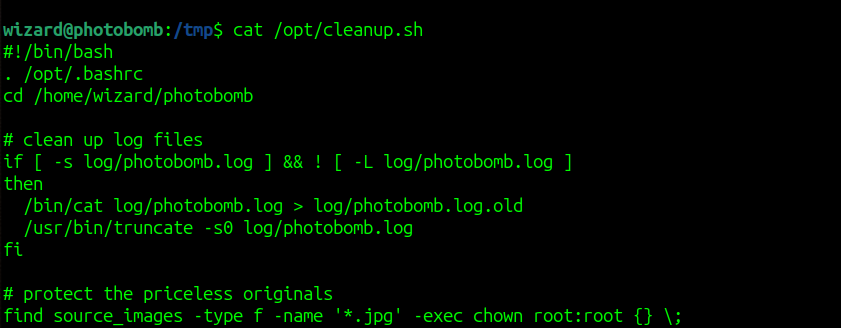 wizard@photobomb:/tmp$ cat /opt/cleanup.sh
#!/bin/bash
. /opt/.bashrc
cd /home/wizard/photobomb

# clean up log files
if [ -s log/photobomb.log ] && ! [ -L log/photobomb.log ]
then
  /bin/cat log/photobomb.log > log/photobomb.log.old
  /usr/bin/truncate -s0 log/photobomb.log
fi

# protect the priceless originals
find source_images -type f -name '*.jpg' -exec chown root:root {} \;